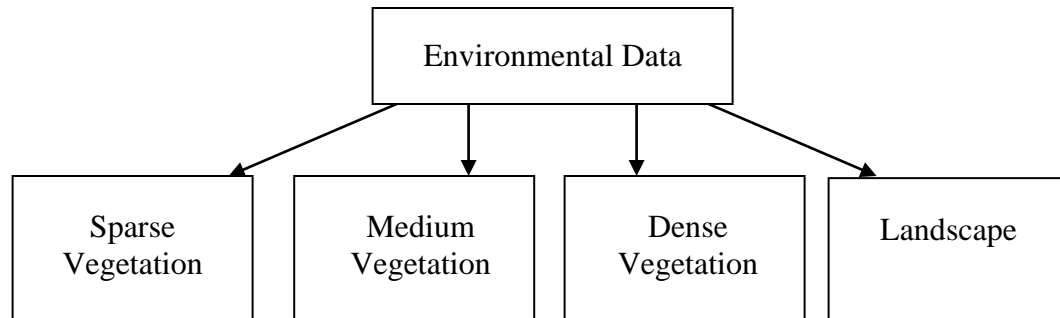 Environmental Data
Sparse
Vegetation
Medium
Vegetation
Dense
Vegetation
Landscape